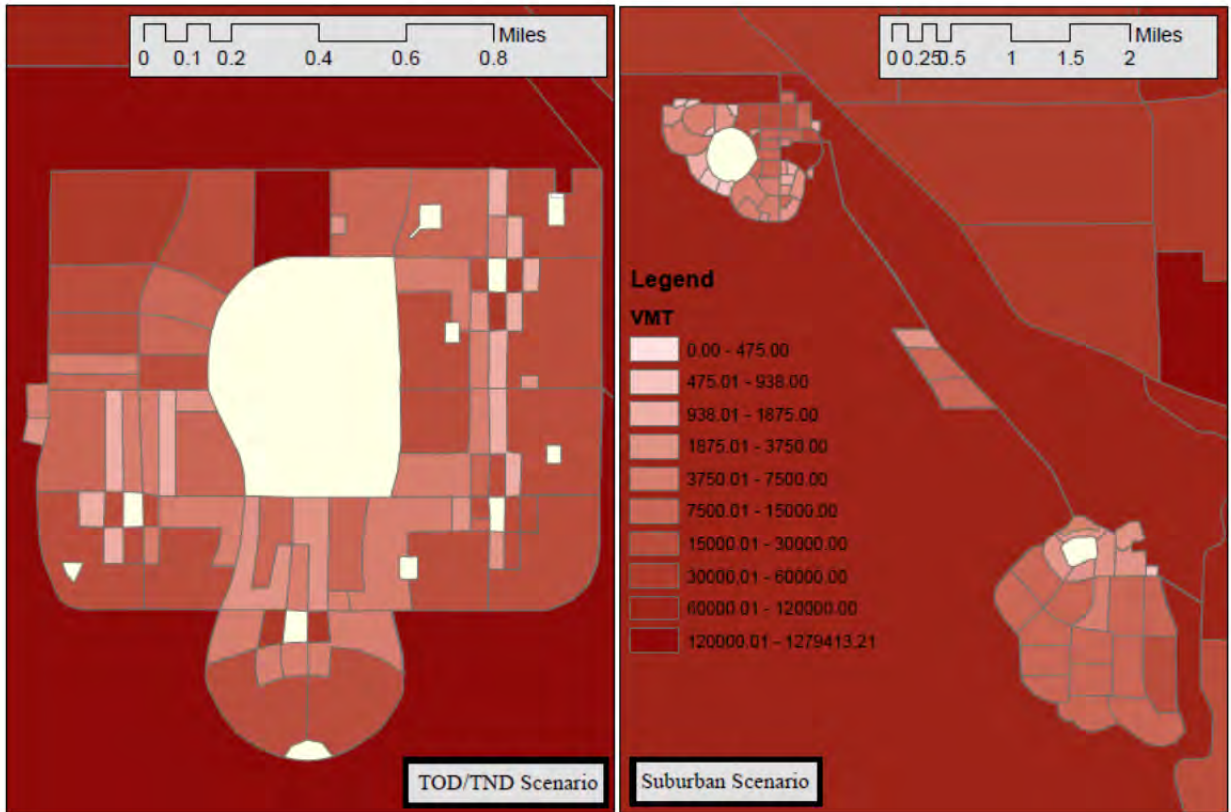 Miles
0 0.1 0.2 0.4 0.6 0.8
TOD/TND Scenario
Miles
0 0.250.5 1 1.5 2
Legend
VMT
0.00 - 475.00
475.01 - 938.00
938.01 - 1875.00
1875.01 - 3750.00
3750.01 - 7500.00
7500.01 - 15000.00
15000.01 - 30000.00
30000.01 - 60000.00
60000.01 - 120000.00
120000.01 - 1279413.21
Suburban Scenario